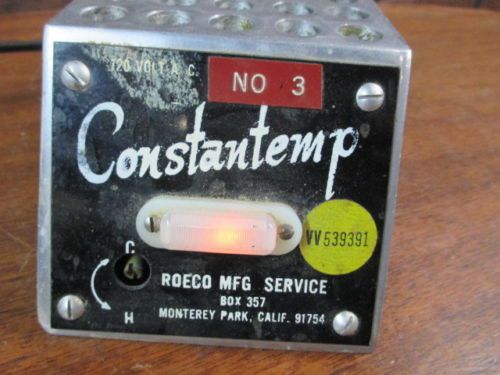 120 VOLT A. C.
NO 3
Constantemp
VV539391
C
H
ROECO MFG SERVICE
BOX 357
MONTEREY PARK, CALIF. 91754